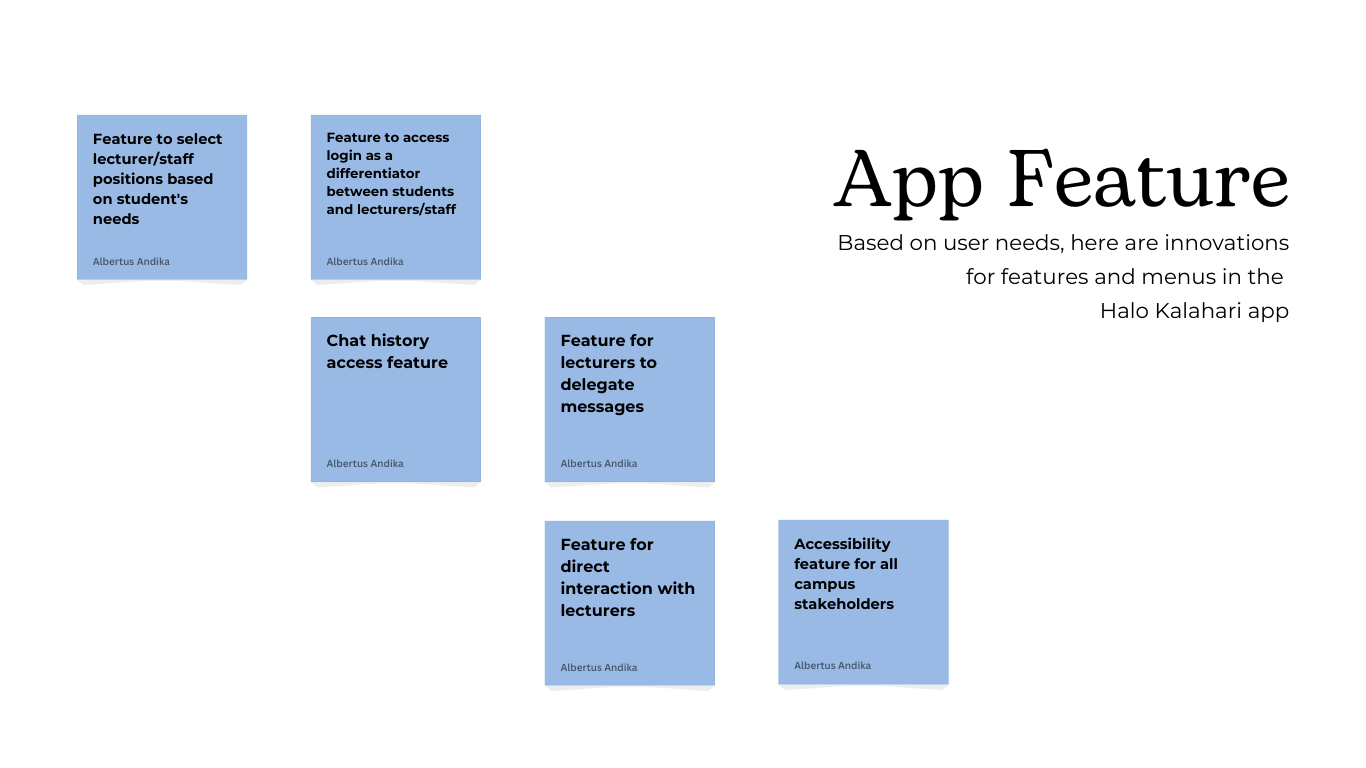 App Feature
Based on user needs, here are innovations
for features and menus in the
Halo Kalahari app
Feature to select
lecturer/staff
positions based
on student's
needs
Albertus Andika
Feature to access
login as a
differentiator
between students
and lecturers/staff
Albertus Andika
Chat history
access feature
Albertus Andika
Feature for
lecturers to
delegate
messages
Albertus Andika
Feature for
direct
interaction with
lecturers
Albertus Andika
Accessibility
feature for all
campus
stakeholders
Albertus Andika